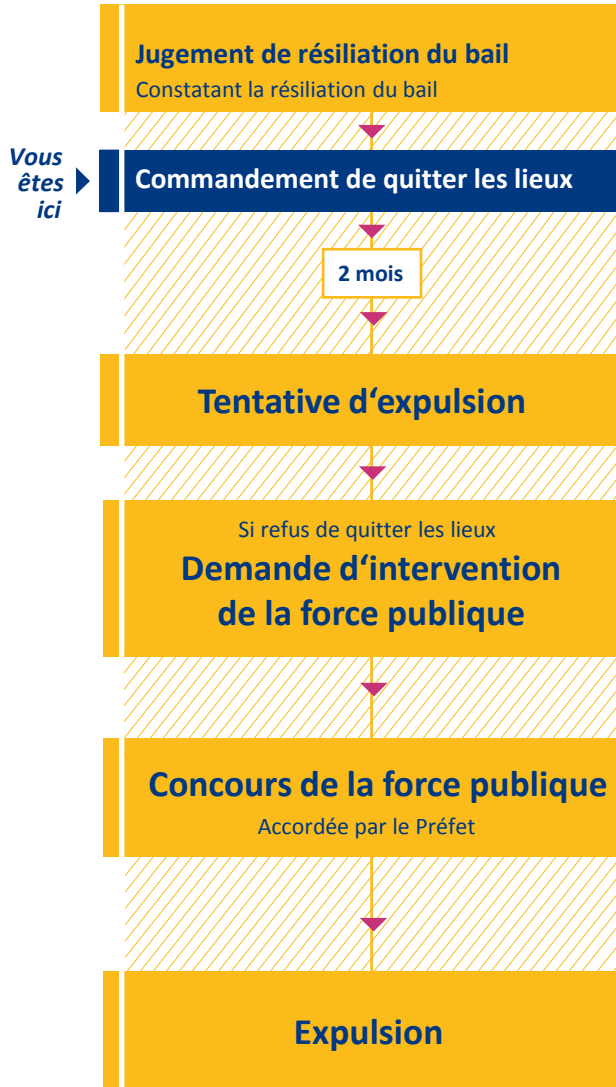 Jugement de résiliation du bail
Constatant la résiliation du bail
Vous
êtes
ici
Commandement de quitter les lieux
2 mois
Tentative d‘expulsion
Si refus de quitter les lieux
Demande d‘intervention
de la force publique
Concours de la force publique
Accordée par le Préfet
Expulsion